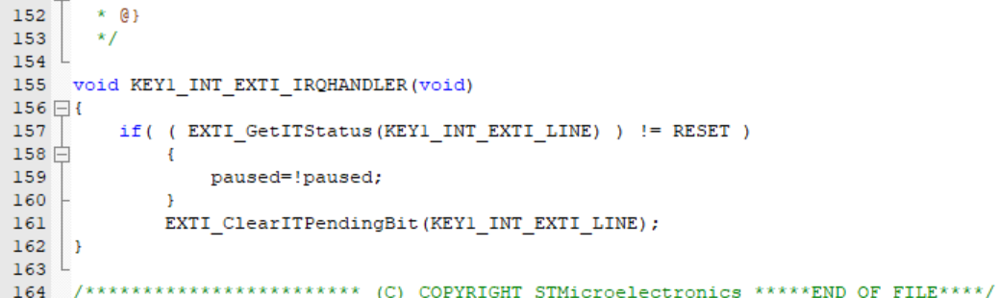 152 * @}
153 */
154
155 void KEY1_INT_EXTI_IRQHANDLER(void)
156 {
157 if( ( EXTI_GetITStatus(KEY1_INT_EXTI_LINE) ) != RESET )
158 {
159 paused=!paused;
160 }
161 EXTI_ClearITPendingBit(KEY1_INT_EXTI_LINE);
162 }
163
164 /************************ (C) COPYRIGHT STMicroelectronics *****END OF FILE****/